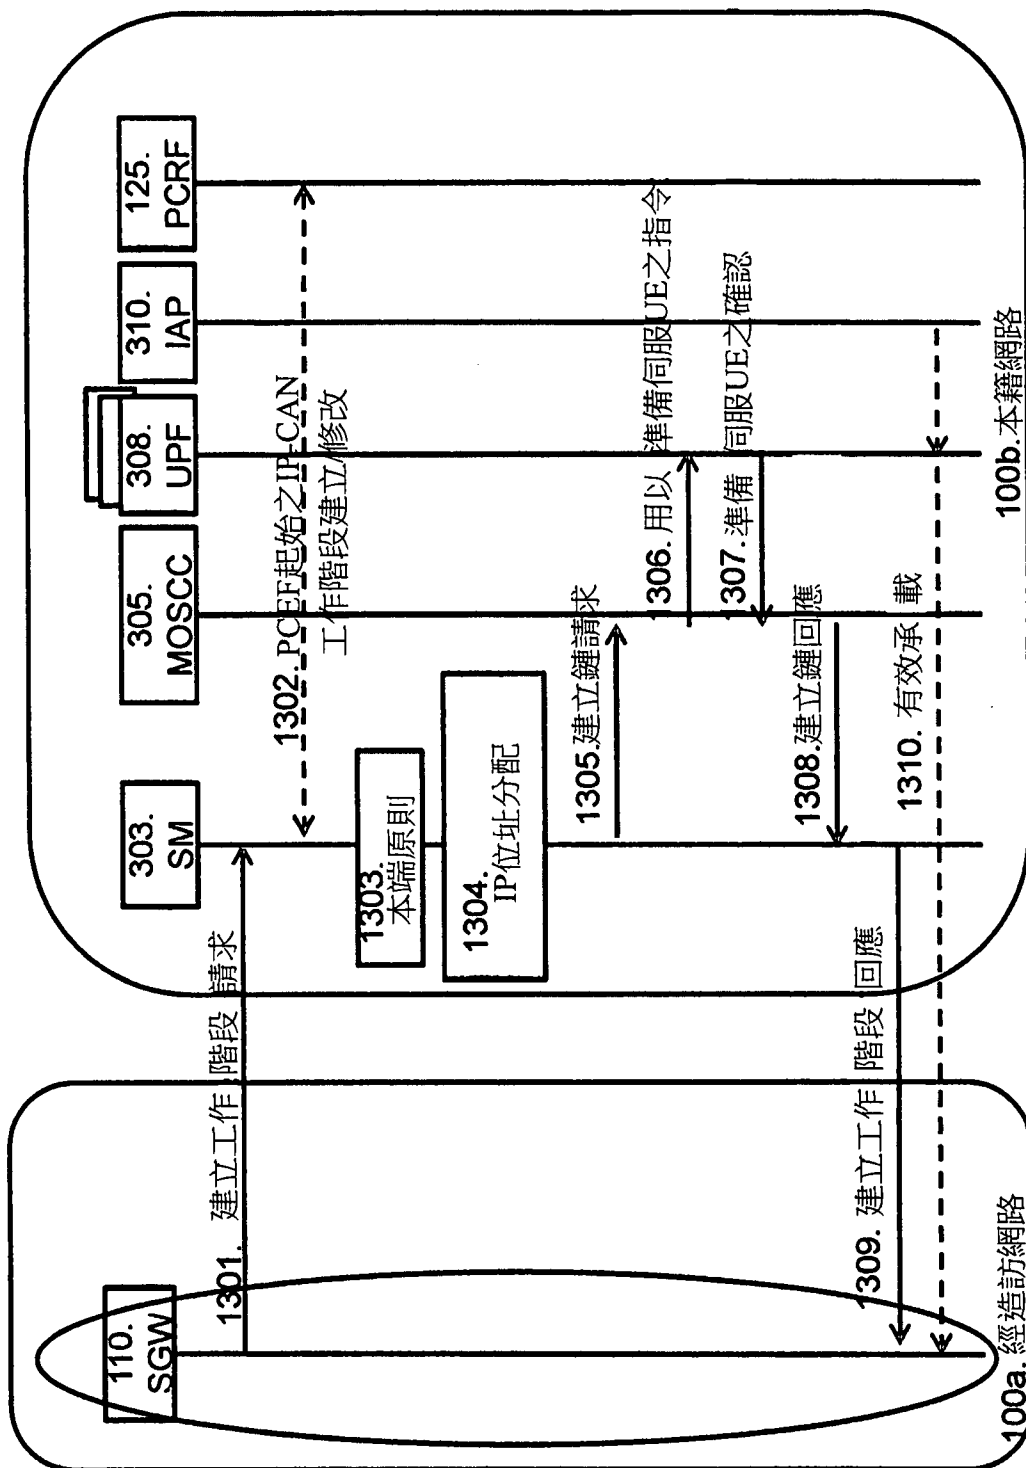 110.
SGW
303.
SM
305.
MOSCC
308.
UPF
310.
IAP
125.
PCRF
1301. 建立工作階段請求
1302. PCEF起始之IP-CAN
工作階段建立/修改
1303.
本端原則
1304.
IP位址分配
1305.建立鏈請求
1306. 用以 準備伺服UE之指令
1307. 準備 伺服UE之確認
1308.建立鏈回應
1309. 建立工作階段回應
1310. 有效承 載
100a. 經造訪網路
100b. 本籍網路